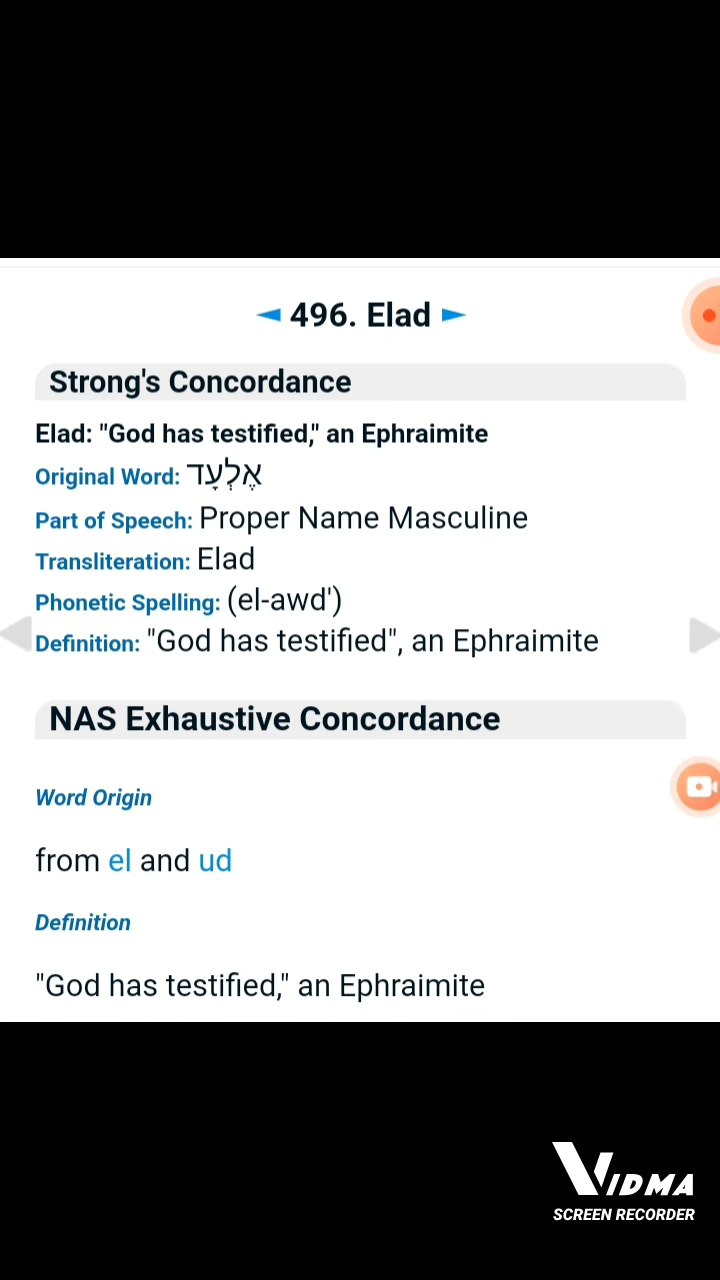 ◄ 496. Elad ►
Strong's Concordance
Elad: "God has testified," an Ephraimite
Original Word: אֶלְעָד
Part of Speech: Proper Name Masculine
Transliteration: Elad
Phonetic Spelling: (el-awd')
Definition: "God has testified", an Ephraimite
NAS Exhaustive Concordance
Word Origin
from el and ud
Definition
"God has testified," an Ephraimite
VIDMA
SCREEN RECORDER